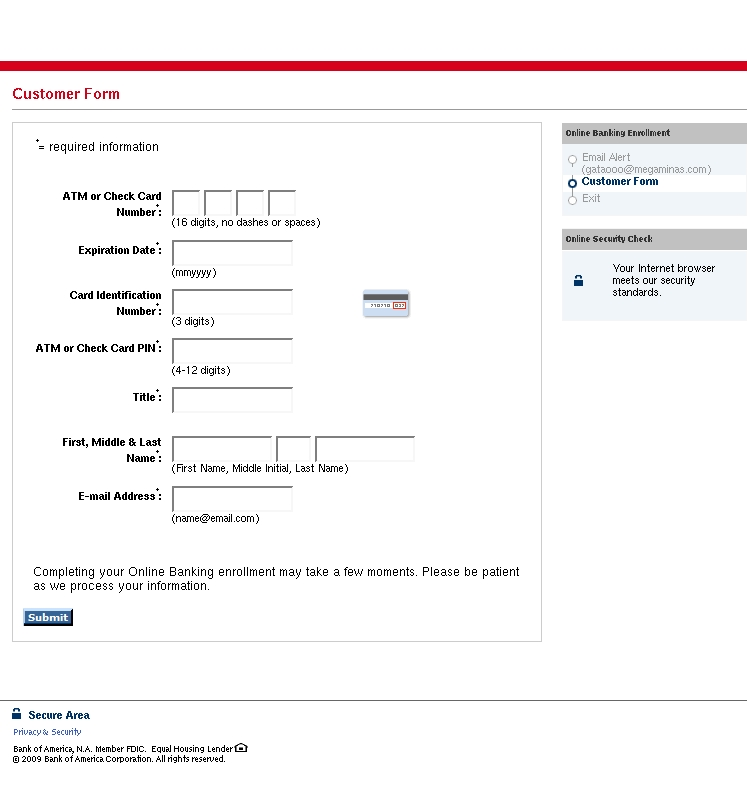 Customer Form
*= required information
ATM or Check Card
Number*:
(16 digits, no dashes or spaces)
Expiration Date*:
(mmyyyy)
Card Identification
Number*:
(3 digits)
ATM or Check Card PIN*:
(4-12 digits)
Title*:
First, Middle & Last
Name*:
(First Name, Middle Initial, Last Name)
E-mail Address*:
(name@email.com)
Completing your Online Banking enrollment may take a few moments. Please be patient
as we process your information.
Submit
Online Banking Enrollment
Email Alert
(gataooo@megaminas.com)
Customer Form
Exit
Online Security Check
Your Internet browser
meets our security
standards.
Secure Area
Privacy & Security
Bank of America, N.A. Member FDIC. Equal Housing Lender
© 2009 Bank of America Corporation. All rights reserved.